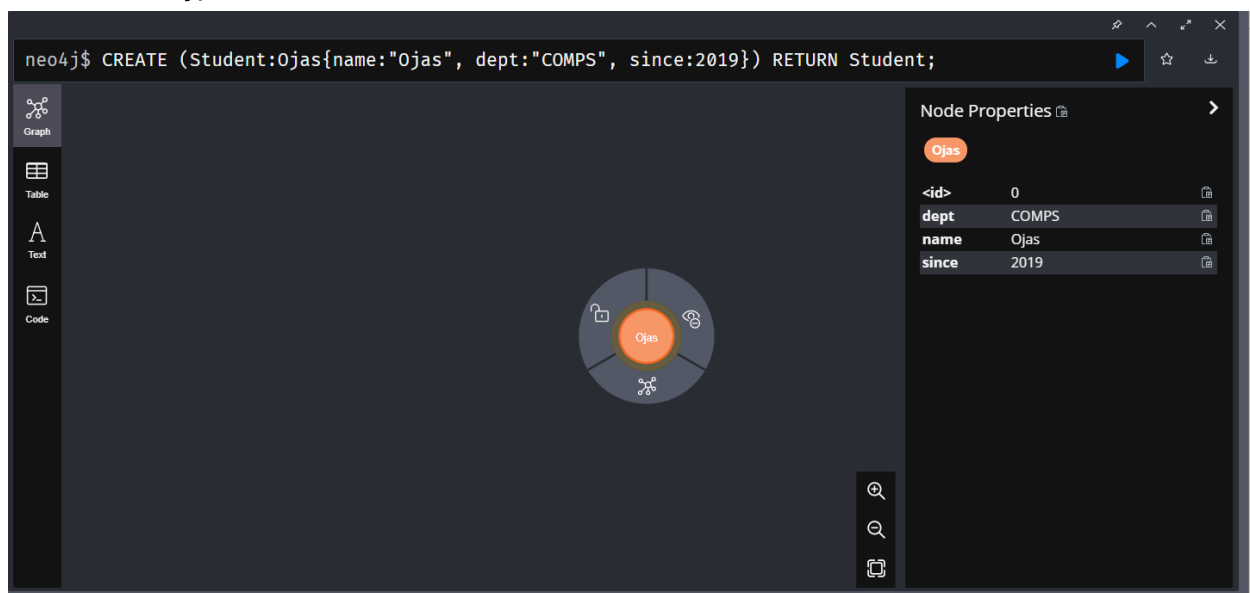 neo4j$ CREATE (Student:Ojas{name:"Ojas", dept:"COMPS", since:2019}) RETURN Student;
Graph
Table
Text
Code
Ojas
Node Properties
Ojas
<id> 0
dept COMPS
name Ojas
since 2019